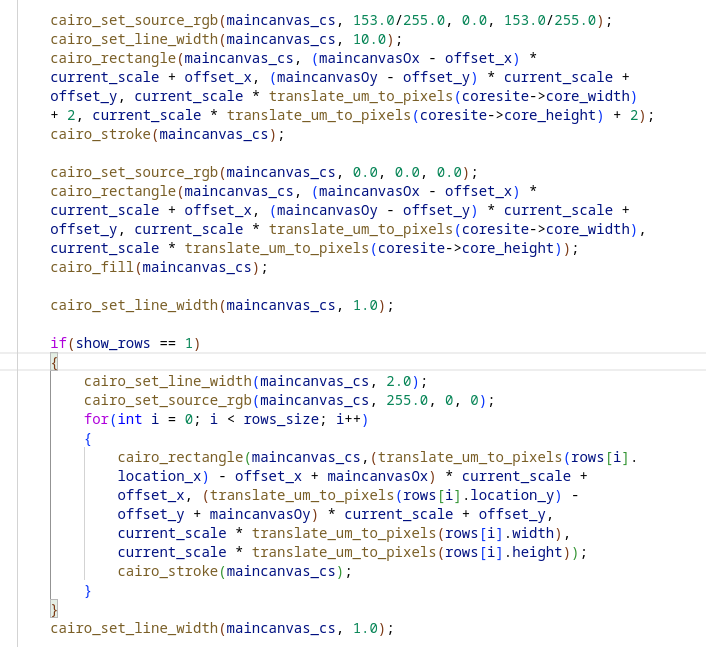 cairo_set_source_rgb(maincanvas_cs, 153.0/255.0, 0.0, 153.0/255.0);
cairo_set_line_width(maincanvas_cs, 10.0);
cairo_rectangle(maincanvas_cs, (maincanvasOx - offset_x) *
current_scale + offset_x, (maincanvasOy - offset_y) * current_scale +
offset_y, current_scale * translate_um_to_pixels(coresite->core_width)
+ 2, current_scale * translate_um_to_pixels(coresite->core_height) + 2);
cairo_stroke(maincanvas_cs);

cairo_set_source_rgb(maincanvas_cs, 0.0, 0.0, 0.0);
cairo_rectangle(maincanvas_cs, (maincanvasOx - offset_x) *
current_scale + offset_x, (maincanvasOy - offset_y) * current_scale +
offset_y, current_scale * translate_um_to_pixels(coresite->core_width),
current_scale * translate_um_to_pixels(coresite->core_height));
cairo_fill(maincanvas_cs);

cairo_set_line_width(maincanvas_cs, 1.0);

if(show_rows == 1)
{
    cairo_set_line_width(maincanvas_cs, 2.0);
    cairo_set_source_rgb(maincanvas_cs, 255.0, 0, 0);
    for(int i = 0; i < rows_size; i++)
    {
        cairo_rectangle(maincanvas_cs,(translate_um_to_pixels(rows[i].
        location_x) - offset_x + maincanvasOx) * current_scale +
        offset_x, (translate_um_to_pixels(rows[i].location_y) -
        offset_y + maincanvasOy) * current_scale + offset_y,
        current_scale * translate_um_to_pixels(rows[i].width),
        current_scale * translate_um_to_pixels(rows[i].height));
        cairo_stroke(maincanvas_cs);
    }
}
cairo_set_line_width(maincanvas_cs, 1.0);